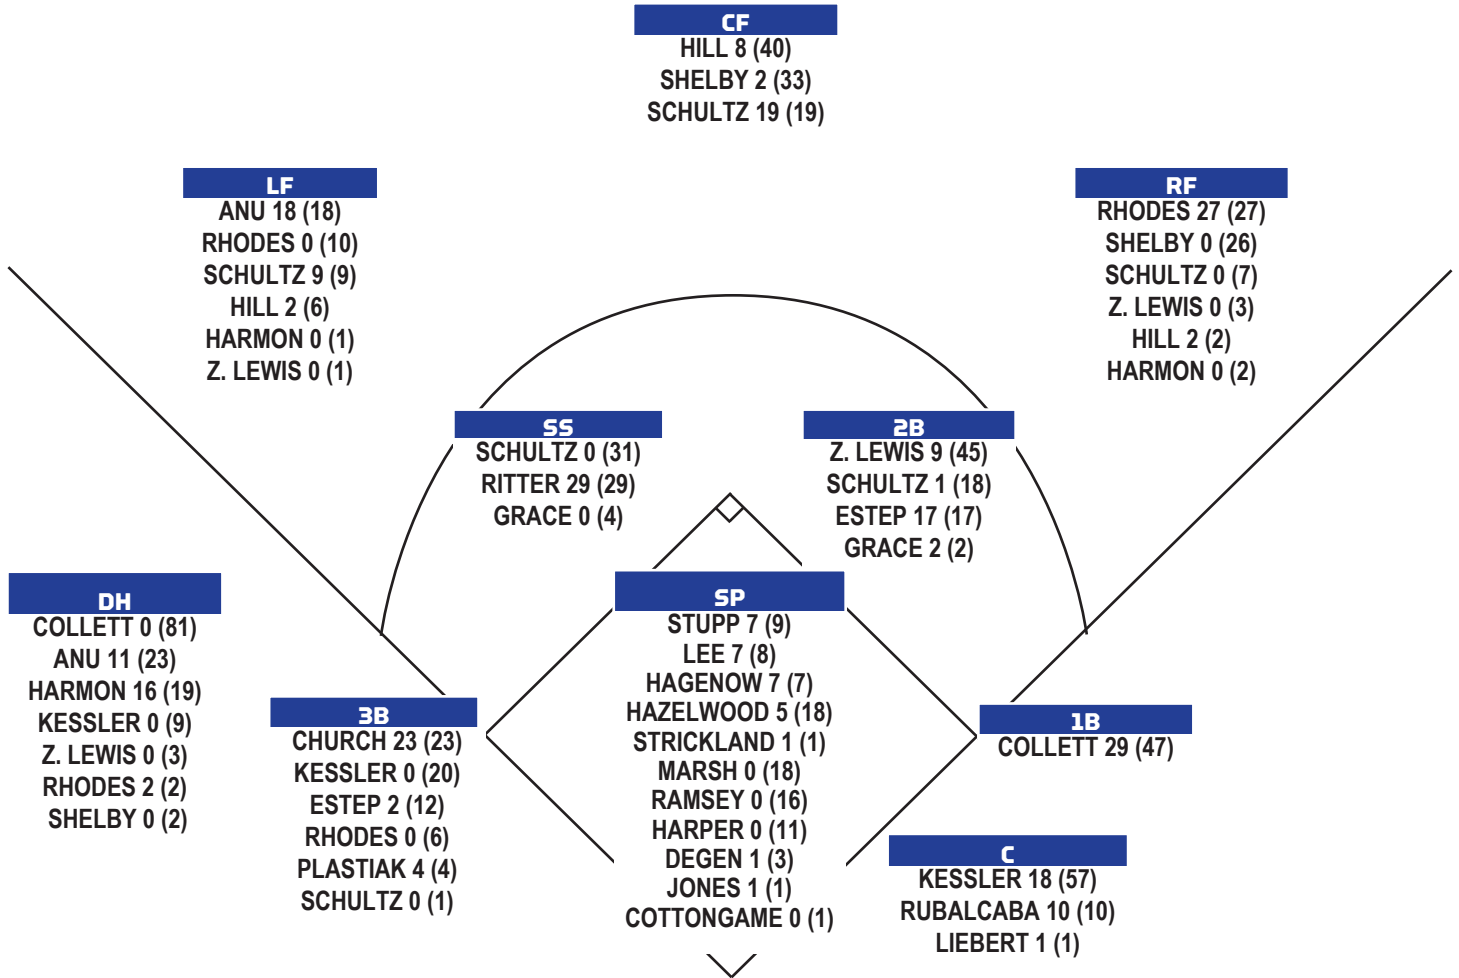 CF
HILL 8 (40)
SHELBY 2 (33)
SCHULTZ 19 (19)
LF
ANU 18 (18)
RHODES 0 (10)
SCHULTZ 9 (9)
HILL 2 (6)
HARMON 0 (1)
Z. LEWIS 0 (1)
RF
RHODES 27 (27)
SHELBY 0 (26)
SCHULTZ 0 (7)
Z. LEWIS 0 (3)
HILL 2 (2)
HARMON 0 (2)
SS
SCHULTZ 0 (31)
RITTER 29 (29)
GRACE 0 (4)
2B
Z. LEWIS 9 (45)
SCHULTZ 1 (18)
ESTEP 17 (17)
GRACE 2 (2)
DH
COLLETT 0 (81)
ANU 11 (23)
HARMON 16 (19)
KESSLER 0 (9)
Z. LEWIS 0 (3)
RHODES 2 (2)
SHELBY 0 (2)
3B
CHURCH 23 (23)
KESSLER 0 (20)
ESTEP 2 (12)
RHODES 0 (6)
PLASTIAK 4 (4)
SCHULTZ 0 (1)
SP
STUPP 7 (9)
LEE 7 (8)
HAGENOW 7 (7)
HAZELWOOD 5 (18)
STRICKLAND 1 (1)
MARSH 0 (18)
RAMSEY 0 (16)
HARPER 0 (11)
DEGEN 1 (3)
JONES 1 (1)
COTTONGAME 0 (1)
1B
COLLETT 29 (47)
C
KESSLER 18 (57)
RUBALCABA 10 (10)
LIEBERT 1 (1)